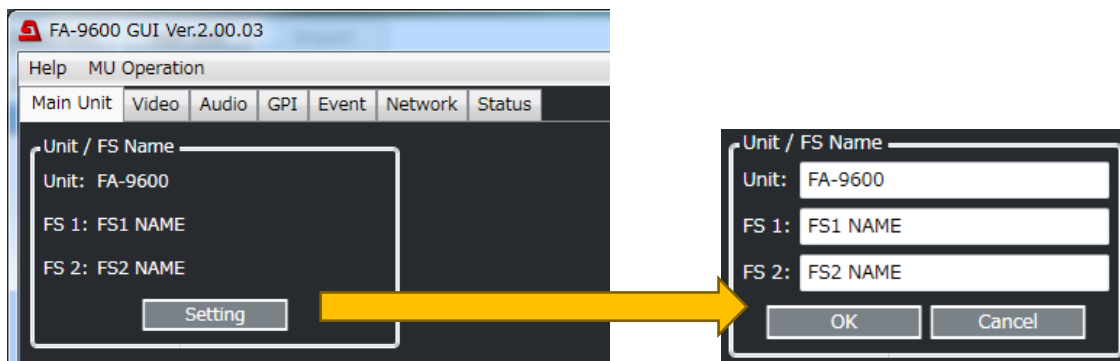 FA-9600 GUI Ver.2.00.03
Help MU Operation
Main Unit Video Audio GPI Event Network Status
Unit / FS Name
Unit: FA-9600
FS 1: FS1 NAME
FS 2: FS2 NAME
Setting
Unit / FS Name
Unit: FA-9600
FS 1: FS1 NAME
FS 2: FS2 NAME
OK Cancel